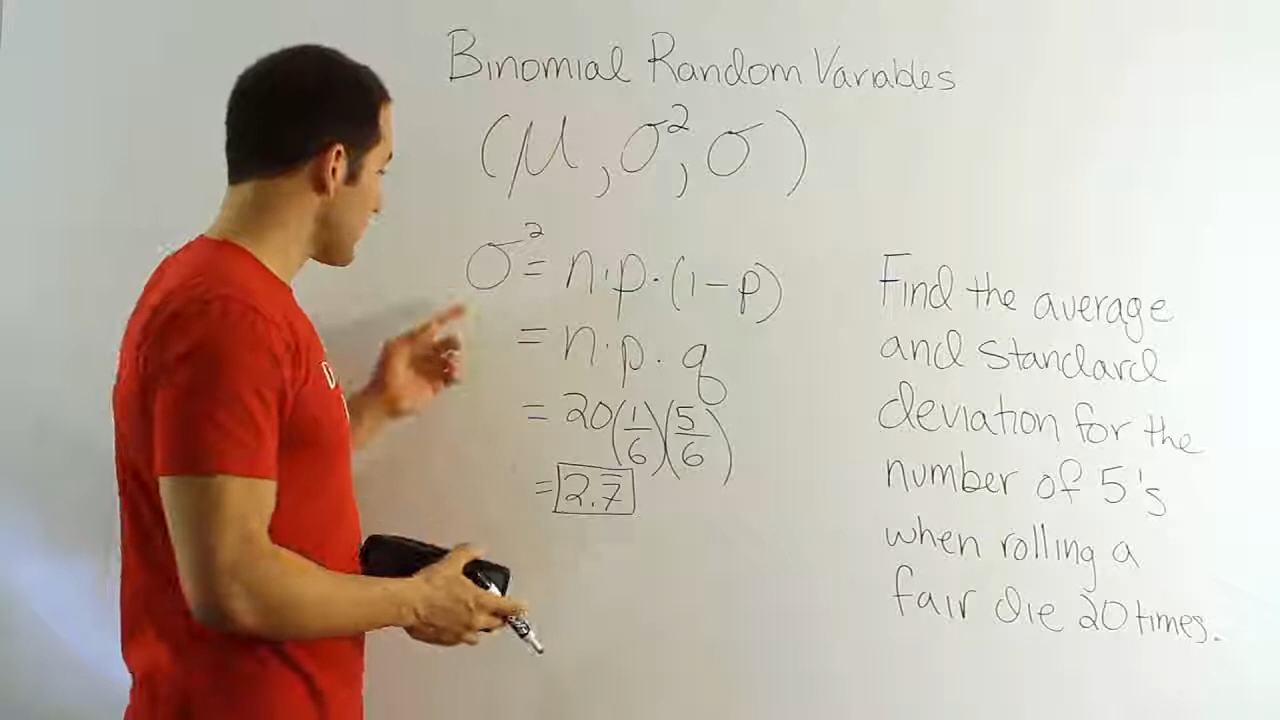 Binomial Random Variables
(μ, σ², σ)
σ² = n·p·(1-p)
= n·p·q
= 20(1/6)(5/6)
= 2.7̅
Find the average
and standard
deviation for the
number of 5's
when rolling a
fair die 20 times.